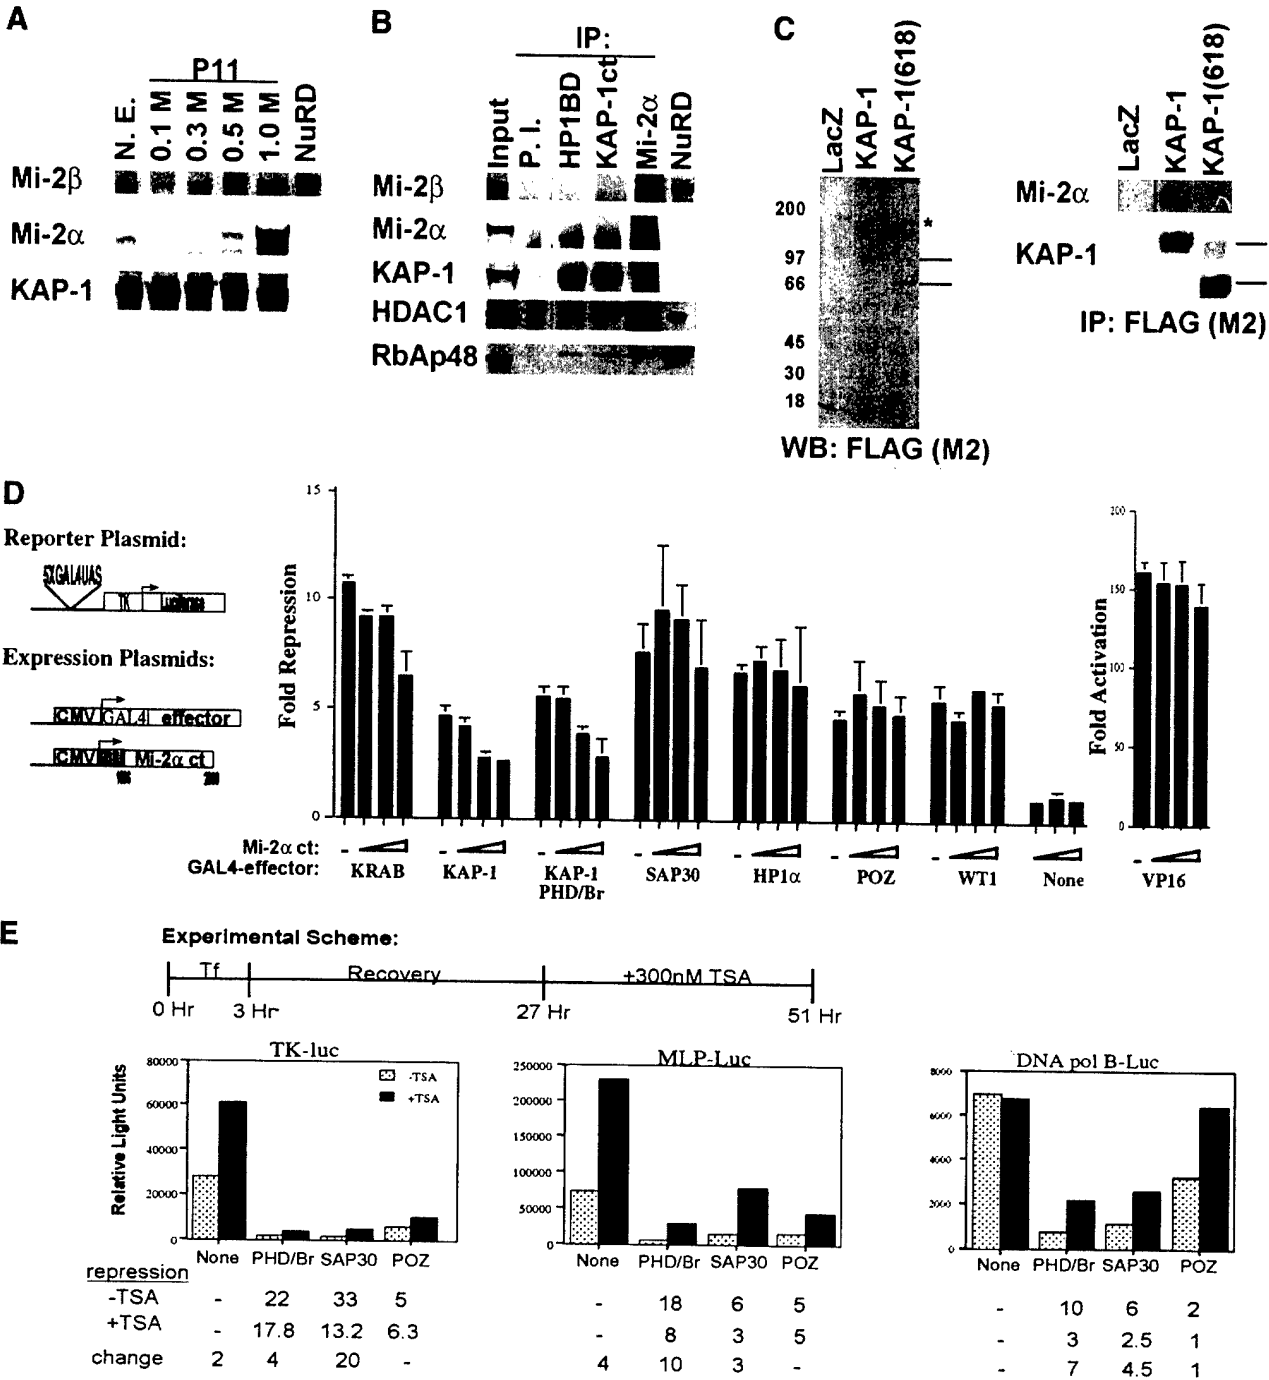 A
P11
N. E.
0.1 M
0.3 M
0.5 M
1.0 M
NuRD
Mi-2β
Mi-2α
KAP-1
B
IP:
Input
P. I.
HP1BD
KAP-1ct
Mi-2α
NuRD
Mi-2β
Mi-2α
KAP-1
HDAC1
RbAp48
C
LacZ
KAP-1
KAP-1(618)
200
*
97
66
45
30
18
WB: FLAG (M2)
LacZ
KAP-1
KAP-1(618)
Mi-2α
KAP-1
IP: FLAG (M2)
D
Reporter Plasmid:
5XGAL4UAS
TK
Luciferase
Expression Plasmids:
CMV GAL4 effector
CMV Mi-2α ct
Fold Repression
15
10
5
0
Mi-2α ct: - - - - - - - -
GAL4-effector: KRAB KAP-1 KAP-1 PHD/Br SAP30 HP1α POZ WT1 None VP16
Fold Activation
200
150
100
50
0
E
Experimental Scheme:
Tf Recovery +300nM TSA
0 Hr 3 Hr 27 Hr 51 Hr
TK-luc
Relative Light Units
80000
60000
40000
20000
0
-TSA
+TSA
None PHD/Br SAP30 POZ
MLP-Luc
250000
200000
150000
100000
50000
0
None PHD/Br SAP30 POZ
DNA pol B-Luc
8000
6000
4000
2000
0
None PHD/Br SAP30 POZ
repression
-TSA - 22 33 5 - 18 6 5 - 10 6 2
+TSA - 17.8 13.2 6.3 - 8 3 5 - 3 2.5 1
change 2 4 20 - 4 10 3 - - 7 4.5 1